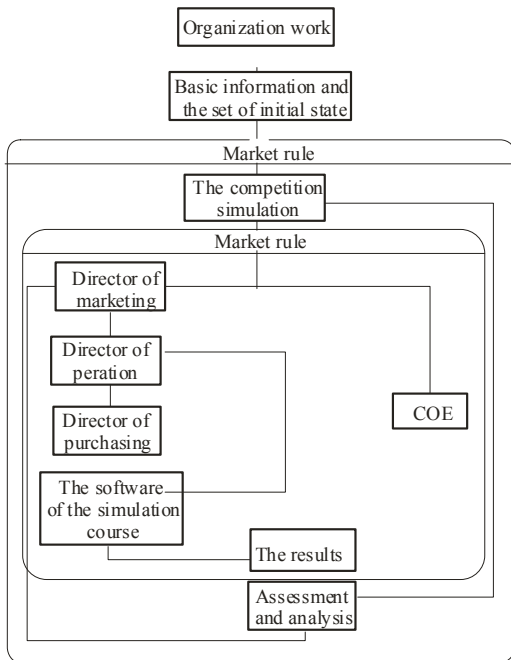 Organization work
Basic information and
the set of initial state
Market rule
The competition
simulation
Market rule
Director of
marketing
Director of
peration
Director of
purchasing
COE
The software
of the simulation
course
The results
Assessment
and analysis